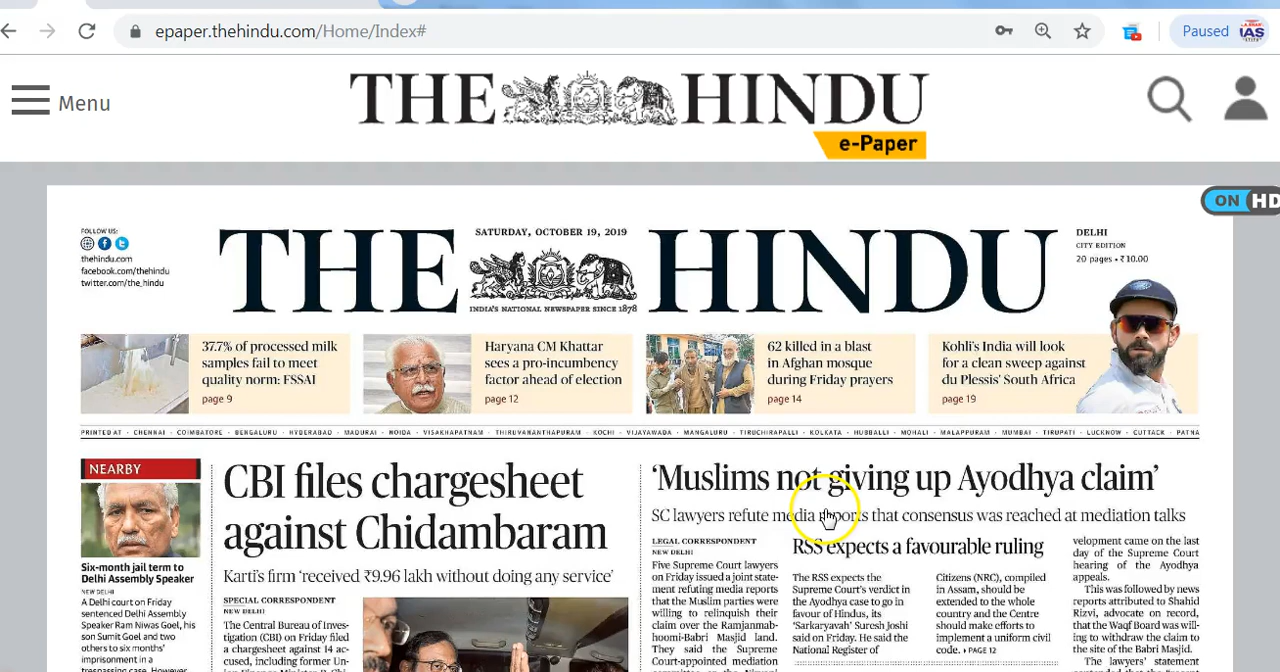 epaper.thehindu.com/Home/Index#
Paused
IAS
Menu
THE HINDU
e-Paper
ON HD
FOLLOW US:
thehindu.com
facebook.com/thehindu
twitter.com/the_hindu
SATURDAY, OCTOBER 19, 2019
THE HINDU
INDIA'S NATIONAL NEWSPAPER SINCE 1878
DELHI
CITY EDITION
20 pages • ₹10.00
37.7% of processed milk
samples fail to meet
quality norm: FSSAI
page 9
Haryana CM Khattar
sees a pro-incumbency
factor ahead of election
page 12
62 killed in a blast
in Afghan mosque
during Friday prayers
page 14
Kohli's India will look
for a clean sweep against
du Plessis' South Africa
page 19
PRINTED AT · CHENNAI · COIMBATORE · BENGALURU · HYDERABAD · MADURAI · NOIDA · VISAKHAPATNAM · THIRUVANANTHAPURAM · KOCHI · VIJAYAWADA · MANGALURU · TIRUCHIRAPALLI · KOLKATA · HUBBALLI · MOHALI · MALAPPURAM · MUMBAI · TIRUPATI · LUCKNOW · CUTTACK · PATNA
NEARBY
Six-month jail term to
Delhi Assembly Speaker
NEW DELHI
A Delhi court on Friday
sentenced Delhi Assembly
Speaker Ram Niwas Goel, his
son Sumit Goel and two
others to six months'
imprisonment in a
trespassing case. However
CBI files chargesheet
against Chidambaram
Karti's firm 'received ₹9.96 lakh without doing any service'
SPECIAL CORRESPONDENT
NEW DELHI
The Central Bureau of Inves-
tigation (CBI) on Friday filed
a chargesheet against 14 ac-
cused, including former Un-
'Muslims not giving up Ayodhya claim'
SC lawyers refute media reports that consensus was reached at mediation talks
LEGAL CORRESPONDENT
NEW DELHI
Five Supreme Court lawyers
on Friday issued a joint state-
ment refuting media reports
that the Muslim parties were
willing to relinquish their
claim over the Ramjanmab-
hoomi-Babri Masjid land.
They said the Supreme
Court-appointed mediation
RSS expects a favourable ruling
The RSS expects the
Supreme Court's verdict in
the Ayodhya case to go in
favour of Hindus, its
'Sarkaryavah' Suresh Joshi
said on Friday. He said the
National Register of
Citizens (NRC), compiled
in Assam, should be
extended to the whole
country and the Centre
should make efforts to
implement a uniform civil
code. ▸ PAGE 12
velopment came on the last
day of the Supreme Court
hearing of the Ayodhya
appeals.
This was followed by news
reports attributed to Shahid
Rizvi, advocate on record,
that the Waqf Board was will-
ing to withdraw the claim to
the site of the Babri Masjid.
The lawyers' statement